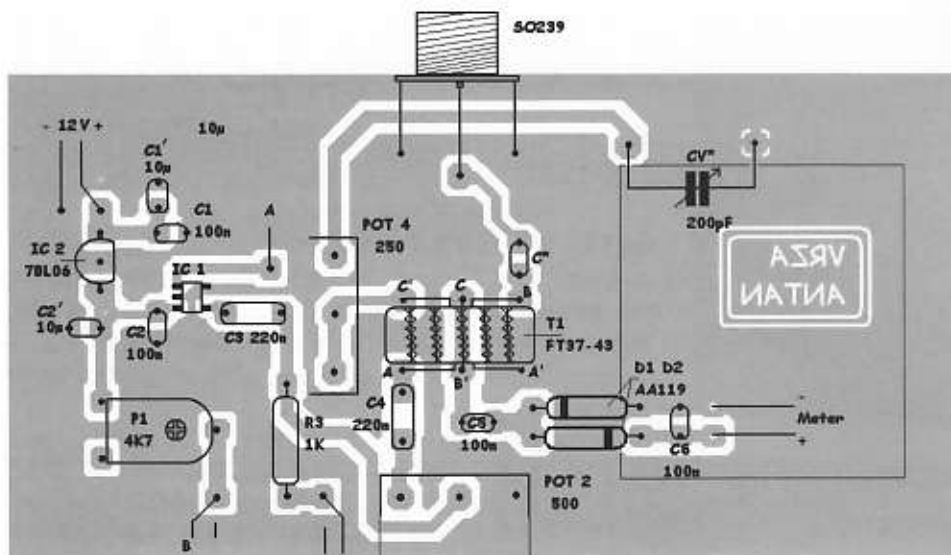 SO239
- 12V +
10µ
C1'
10µ
C1
100n
A
IC 2
78L06
IC 1
POT 4
250
CV"
200pF
VRZA
ANTAN
C"
C2'
10µ
C2
100n
C3 220n
C'
C
B
T1
FT37-43
A
B'
A'
D1 D2
AA119
P1
4K7
R3
1K
C4
220n
C5
100n
C6
100n
-
Meter
+
POT 2
500
B